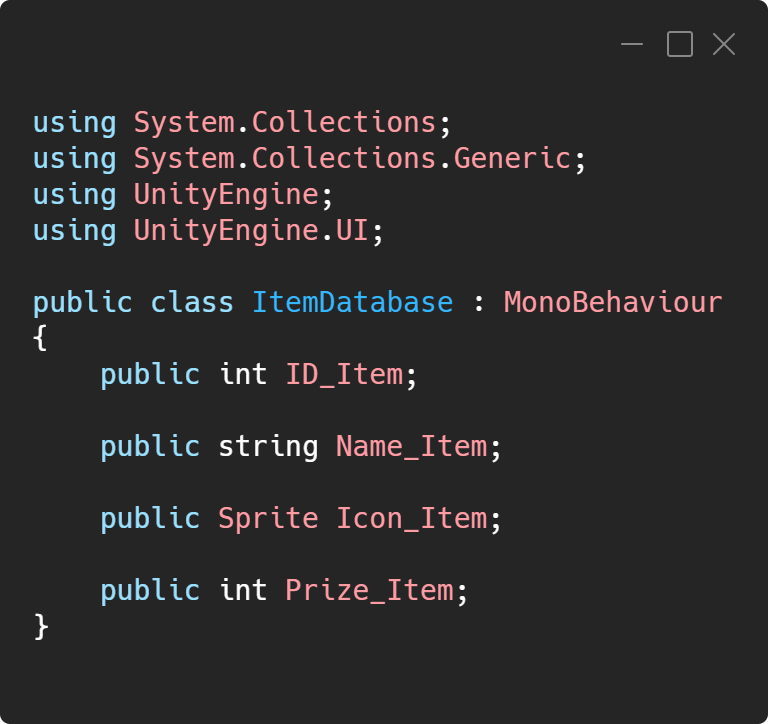 using System.Collections;
using System.Collections.Generic;
using UnityEngine;
using UnityEngine.UI;

public class ItemDatabase : MonoBehaviour
{
    public int ID_Item;

    public string Name_Item;

    public Sprite Icon_Item;

    public int Prize_Item;
}